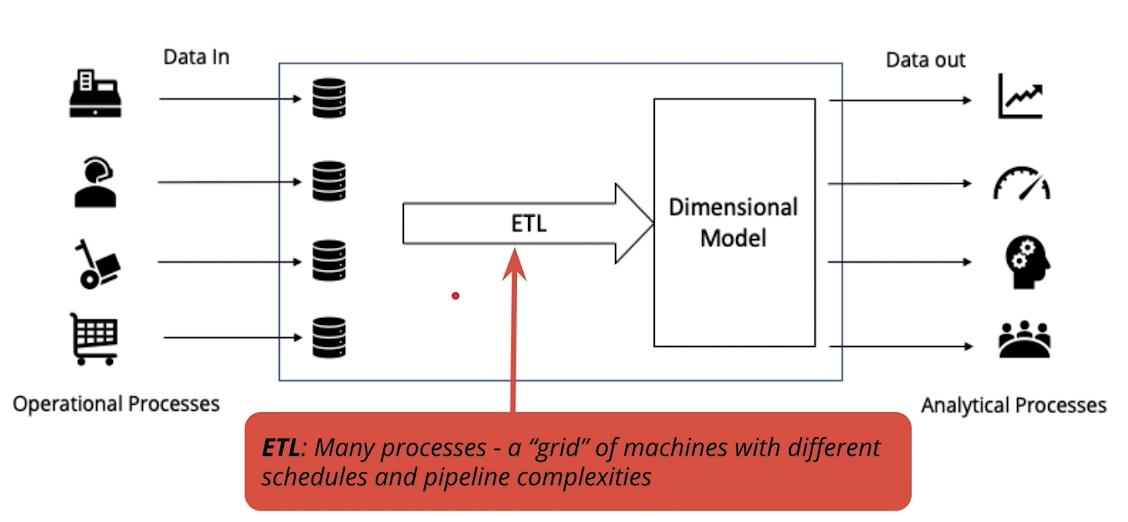 Data In
Data out
ETL
Dimensional
Model
Operational Processes
Analytical Processes
ETL: Many processes - a “grid” of machines with different
schedules and pipeline complexities